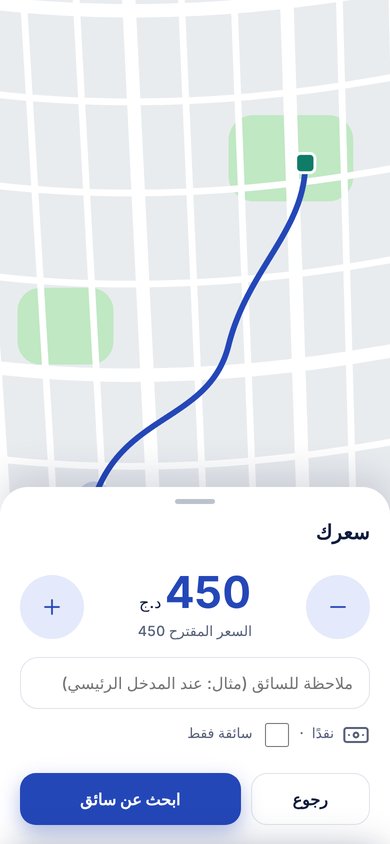 سعرك
−
450 د.ج
+
السعر المقترح 450
ملاحظة للسائق (مثال: عند المدخل الرئيسي)
نقدًا · سائقة فقط
رجوع
ابحث عن سائق